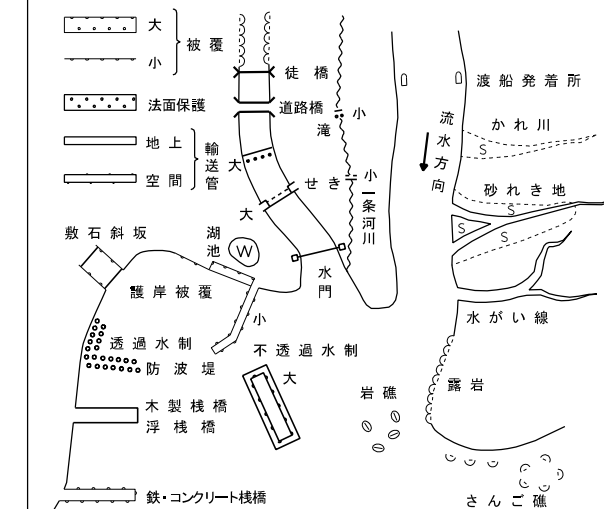 大
被覆
小
法面保護
地上
輸送管
空間
徒橋
道路橋
小
滝
大
せき
小
一条河川
大
渡船発着所
かれ川
流水方向
S
砂れき地
S
S
S
敷石斜坂
湖池
W
水門
護岸被覆
小
水がい線
透過水制
防波堤
不透過水制
大
岩礁
露岩
木製桟橋
浮桟橋
鉄・コンクリート桟橋
さんご礁